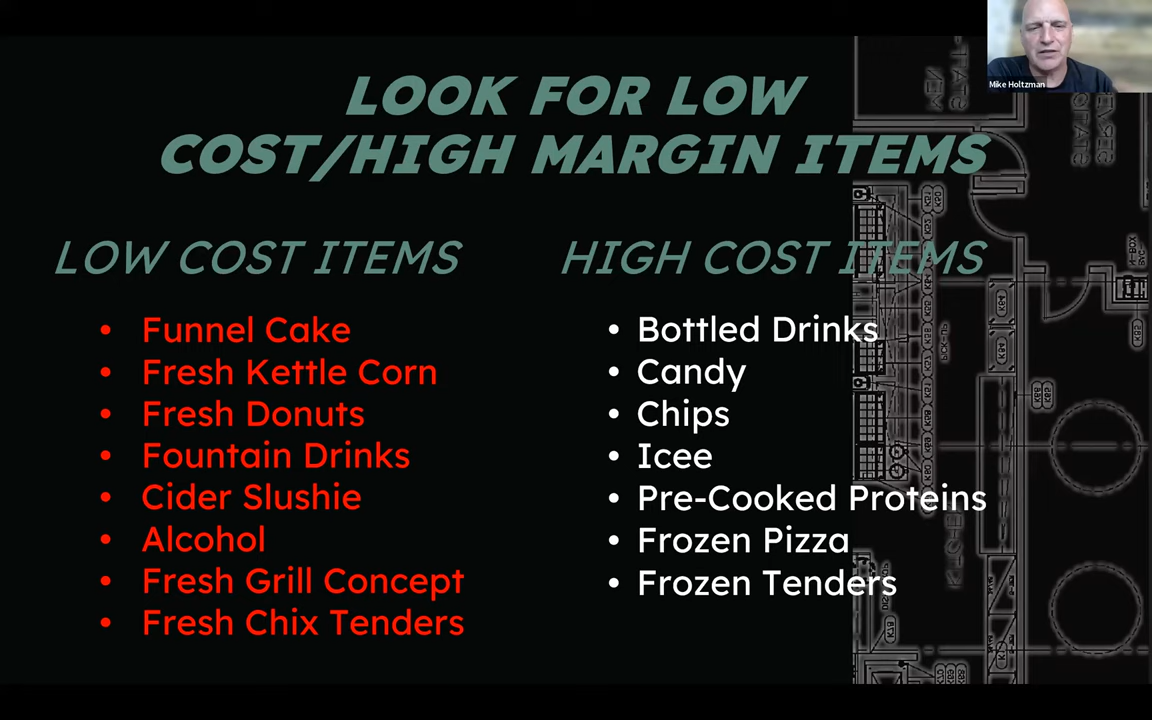 Mike Holtzman
LOOK FOR LOW
COST/HIGH MARGIN ITEMS
LOW COST ITEMS
• Funnel Cake
• Fresh Kettle Corn
• Fresh Donuts
• Fountain Drinks
• Cider Slushie
• Alcohol
• Fresh Grill Concept
• Fresh Chix Tenders
HIGH COST ITEMS
• Bottled Drinks
• Candy
• Chips
• Icee
• Pre-Cooked Proteins
• Frozen Pizza
• Frozen Tenders